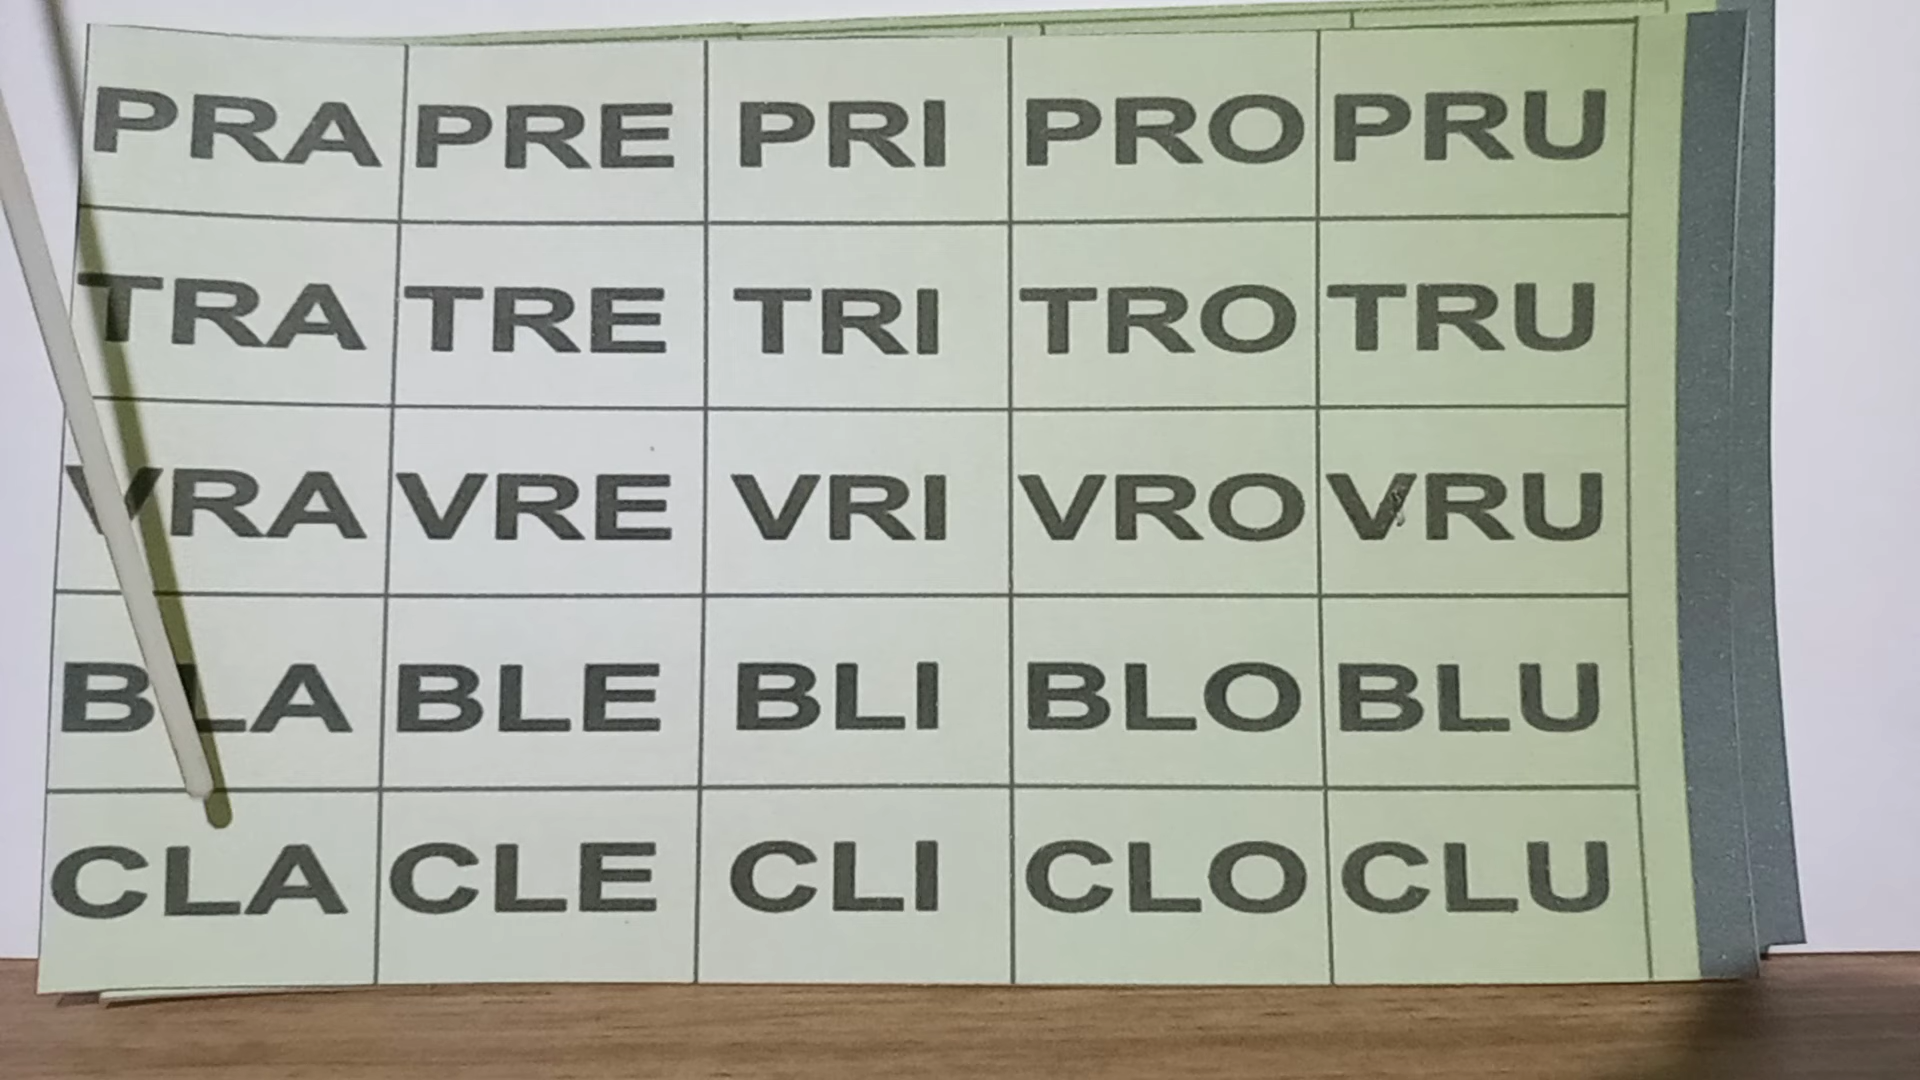 PRA PRE PRI PRO PRU
TRA TRE TRI TRO TRU
VRA VRE VRI VRO VRU
BLA BLE BLI BLO BLU
CLA CLE CLI CLO CLU